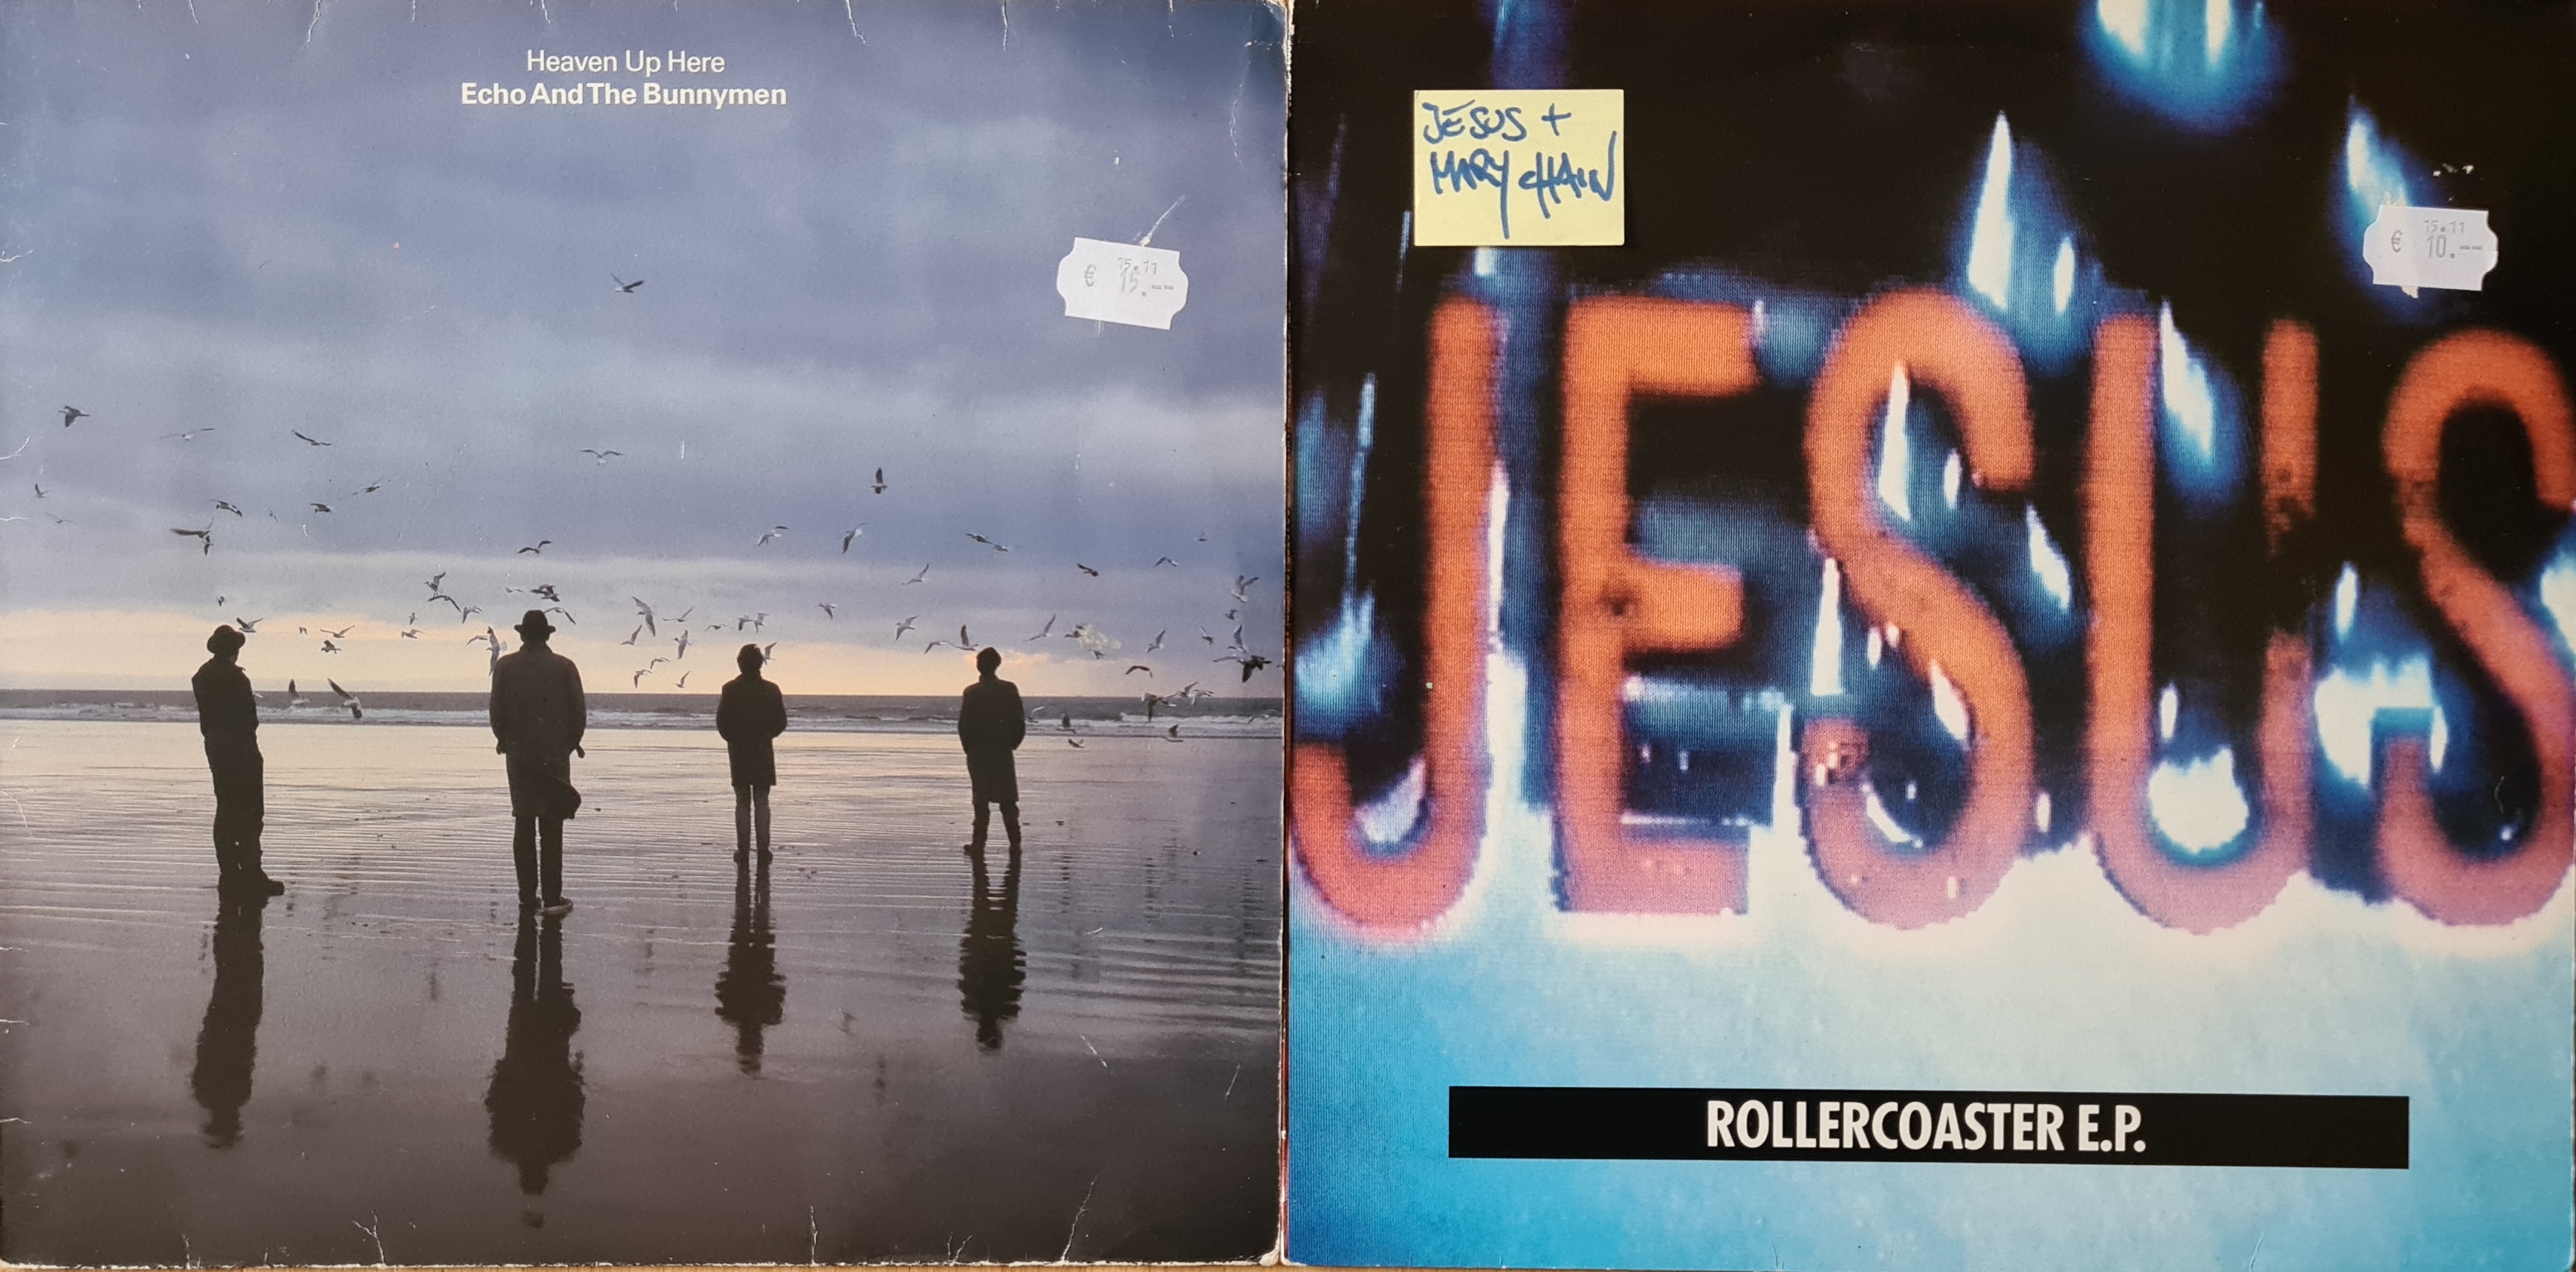 Heaven Up Here
Echo And The Bunnymen
15.11
€ 15.--
JESUS +
MARY CHAIN
15.11
€ 10.--
JESUS
ROLLERCOASTER E.P.